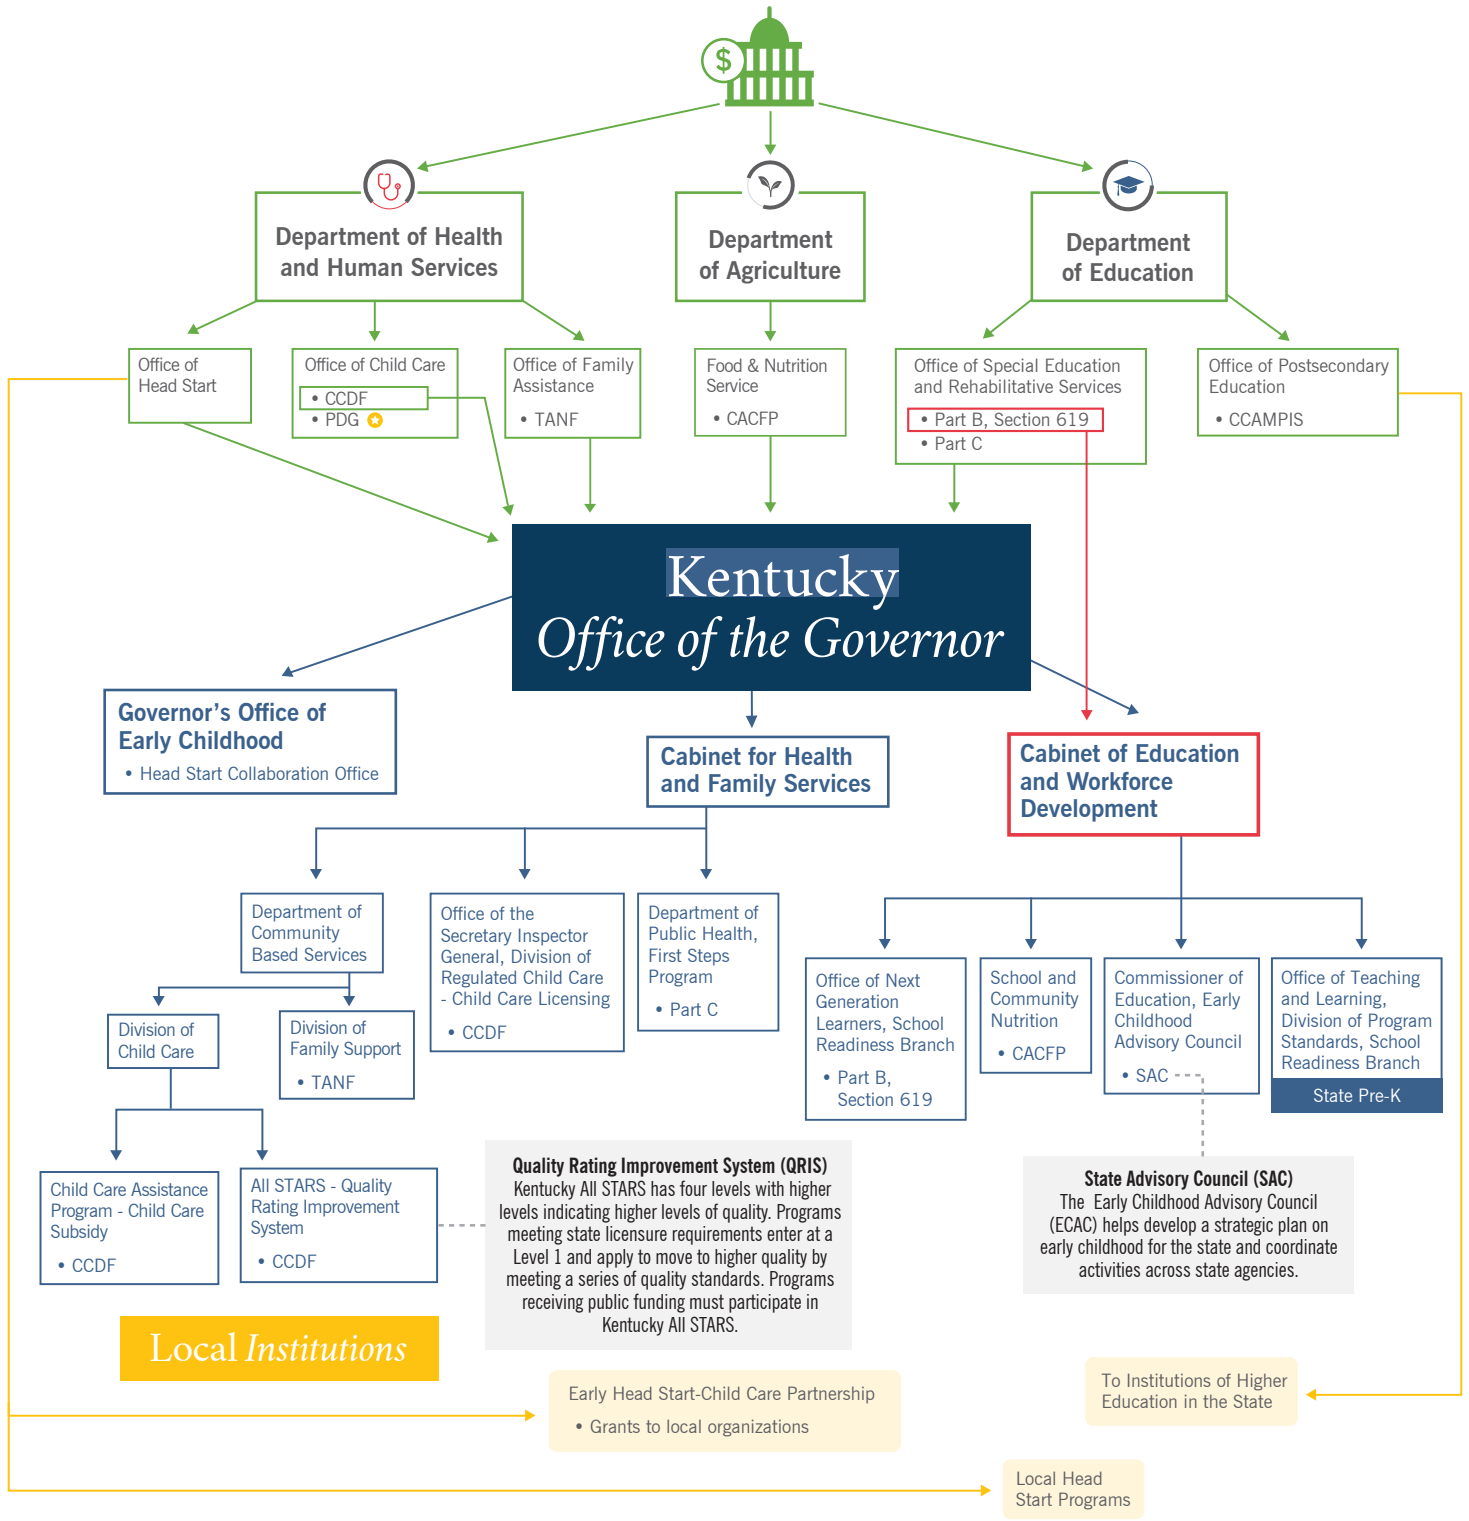 $
Department of Health
and Human Services
Department
of Agriculture
Department
of Education
Office of
Head Start
Office of Child Care
• CCDF
• PDG
Office of Family
Assistance
• TANF
Food & Nutrition
Service
• CACFP
Office of Special Education
and Rehabilitative Services
• Part B, Section 619
• Part C
Office of Postsecondary
Education
• CCAMPIS
Kentucky
Office of the Governor
Governor’s Office of
Early Childhood
• Head Start Collaboration Office
Cabinet for Health
and Family Services
Cabinet of Education
and Workforce
Development
Department of
Community
Based Services
Office of the
Secretary Inspector
General, Division of
Regulated Child Care
- Child Care Licensing
• CCDF
Department of
Public Health,
First Steps
Program
• Part C
Office of Next
Generation
Learners, School
Readiness Branch
• Part B,
Section 619
School and
Community
Nutrition
• CACFP
Commissioner of
Education, Early
Childhood
Advisory Council
• SAC
Office of Teaching
and Learning,
Division of Program
Standards, School
Readiness Branch
State Pre-K
Division of
Child Care
Division of
Family Support
• TANF
Child Care Assistance
Program - Child Care
Subsidy
• CCDF
All STARS - Quality
Rating Improvement
System
• CCDF
Quality Rating Improvement System (QRIS)
Kentucky All STARS has four levels with higher
levels indicating higher levels of quality. Programs
meeting state licensure requirements enter at a
Level 1 and apply to move to higher quality by
meeting a series of quality standards. Programs
receiving public funding must participate in
Kentucky All STARS.
State Advisory Council (SAC)
The Early Childhood Advisory Council
(ECAC) helps develop a strategic plan on
early childhood for the state and coordinate
activities across state agencies.
Local Institutions
Early Head Start-Child Care Partnership
• Grants to local organizations
To Institutions of Higher
Education in the State
Local Head
Start Programs